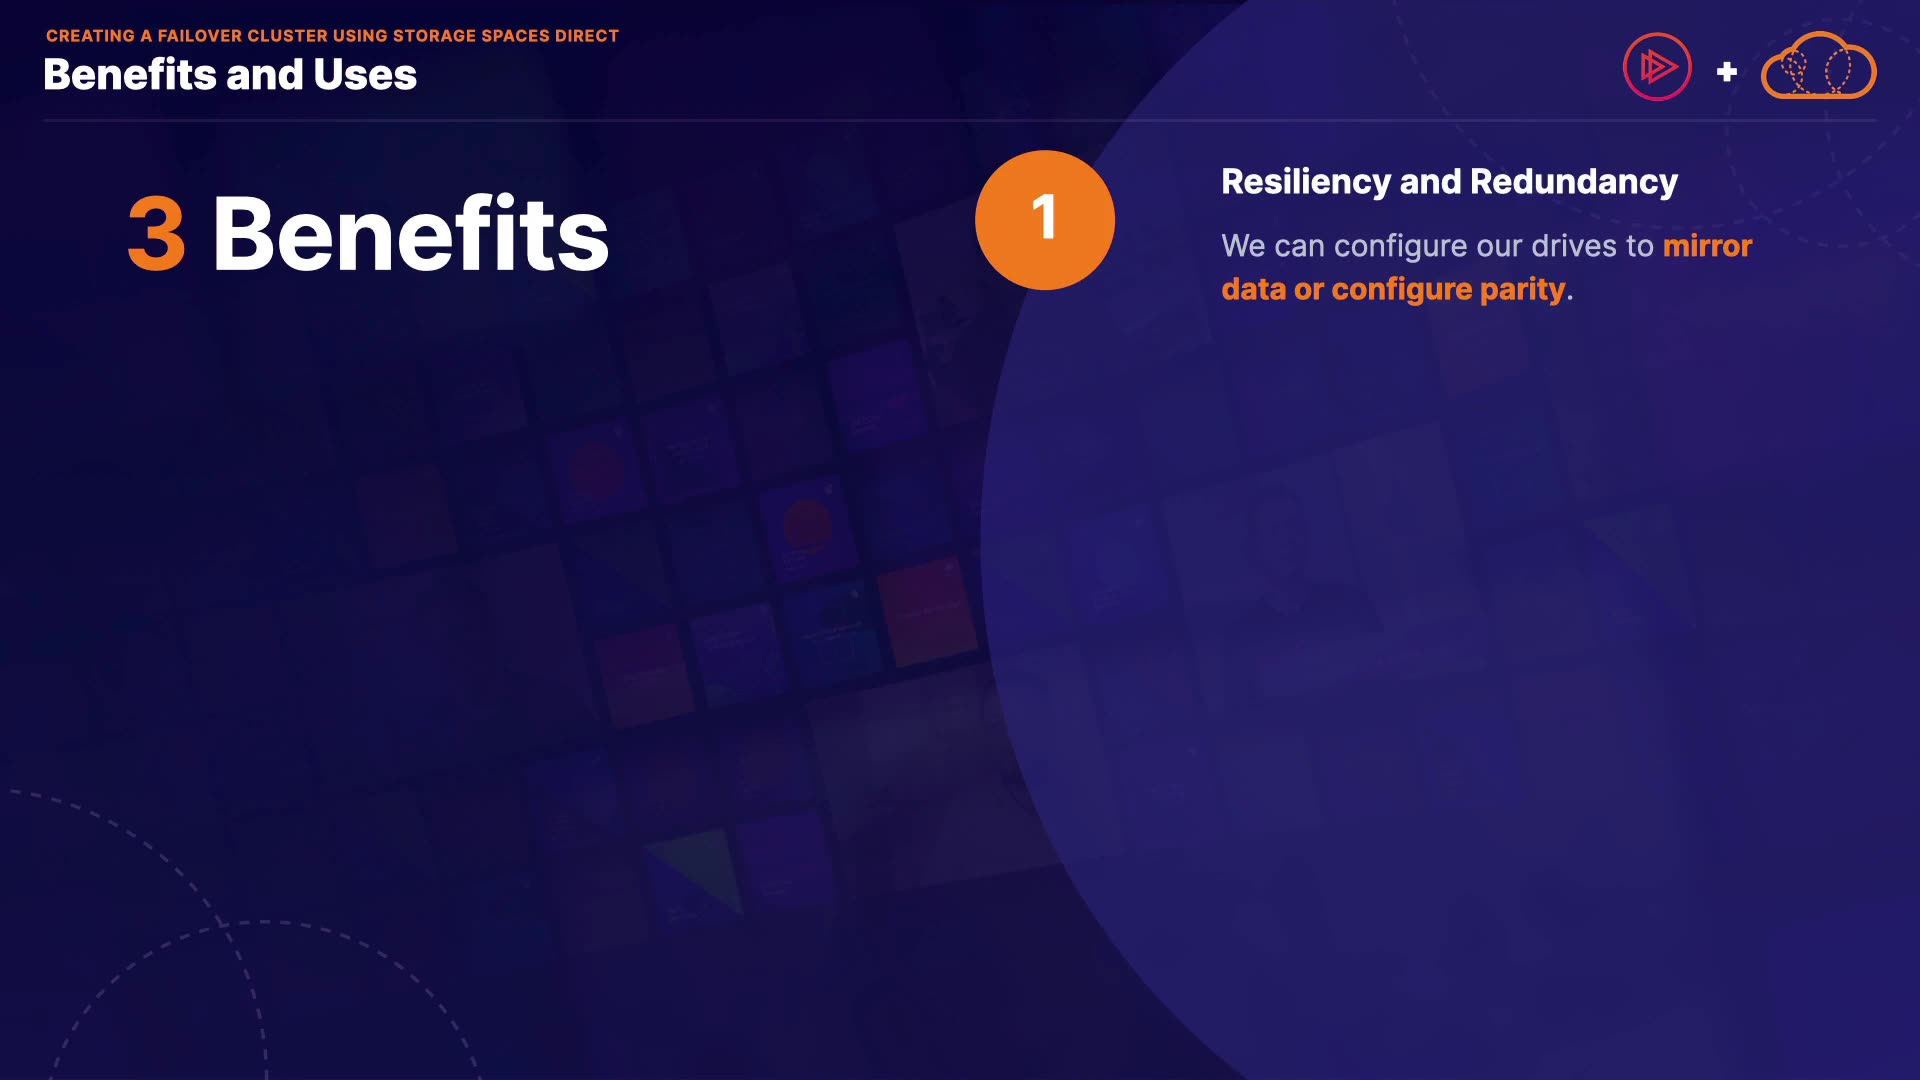 CREATING A FAILOVER CLUSTER USING STORAGE SPACES DIRECT
Benefits and Uses
3 Benefits
1
Resiliency and Redundancy
We can configure our drives to mirror
data or configure parity.